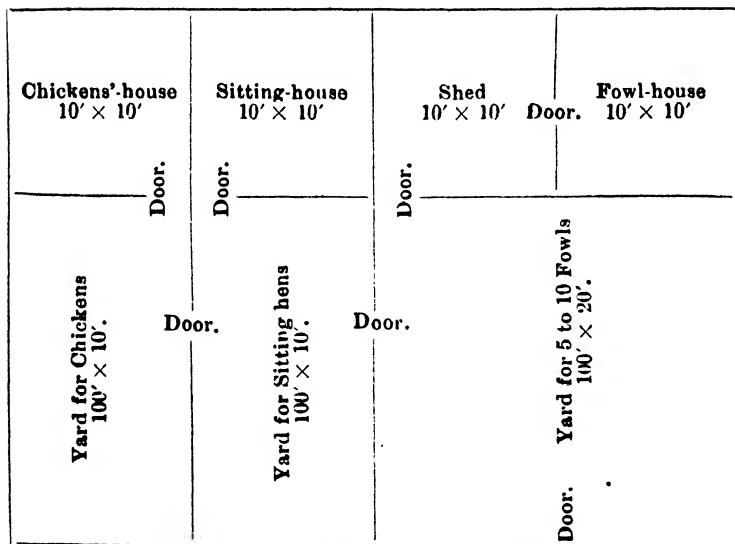 Chickens'-house
10' × 10'
Sitting-house
10' × 10'
Shed
10' × 10'
Door.
Fowl-house
10' × 10'
Door.
Door.
Door.
Yard for Chickens
100' × 10'.
Door.
Yard for Sitting hens
100' × 10'.
Door.
Yard for 5 to 10 Fowls
100' × 20'.
Door.